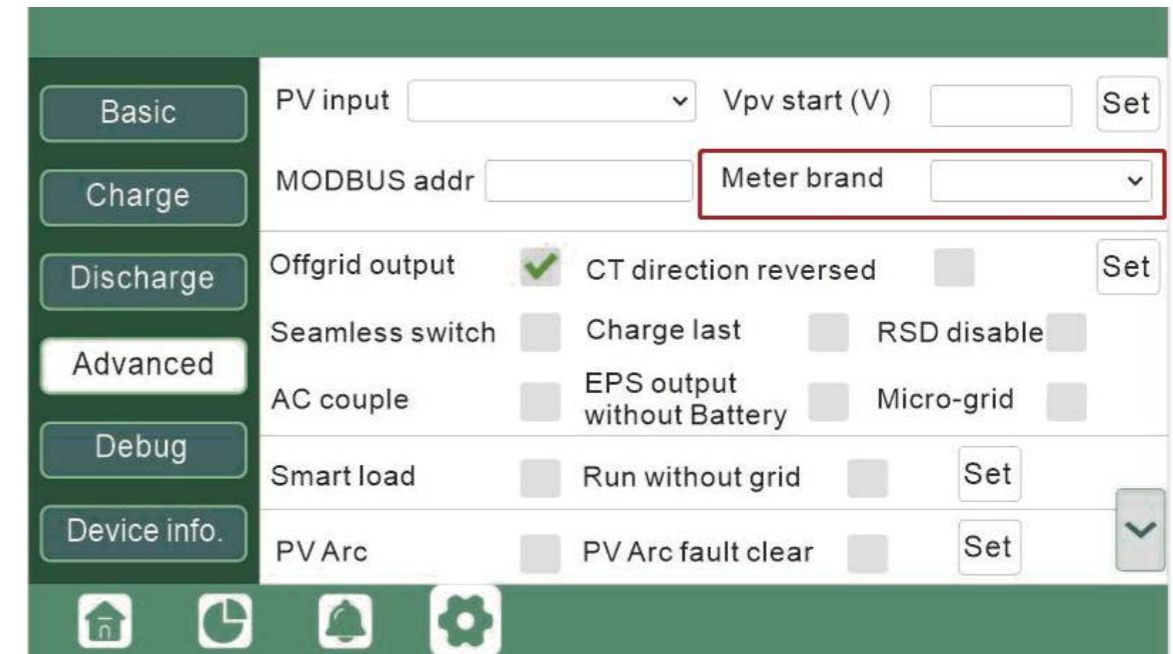 Basic
Charge
Discharge
Advanced
Debug
Device info.
PV input Vpv start (V) Set
MODBUS addr Meter brand
Offgrid output CT direction reversed Set
Seamless switch Charge last RSD disable
AC couple EPS output
without Battery Micro-grid
Smart load Run without grid Set
PV Arc PV Arc fault clear Set